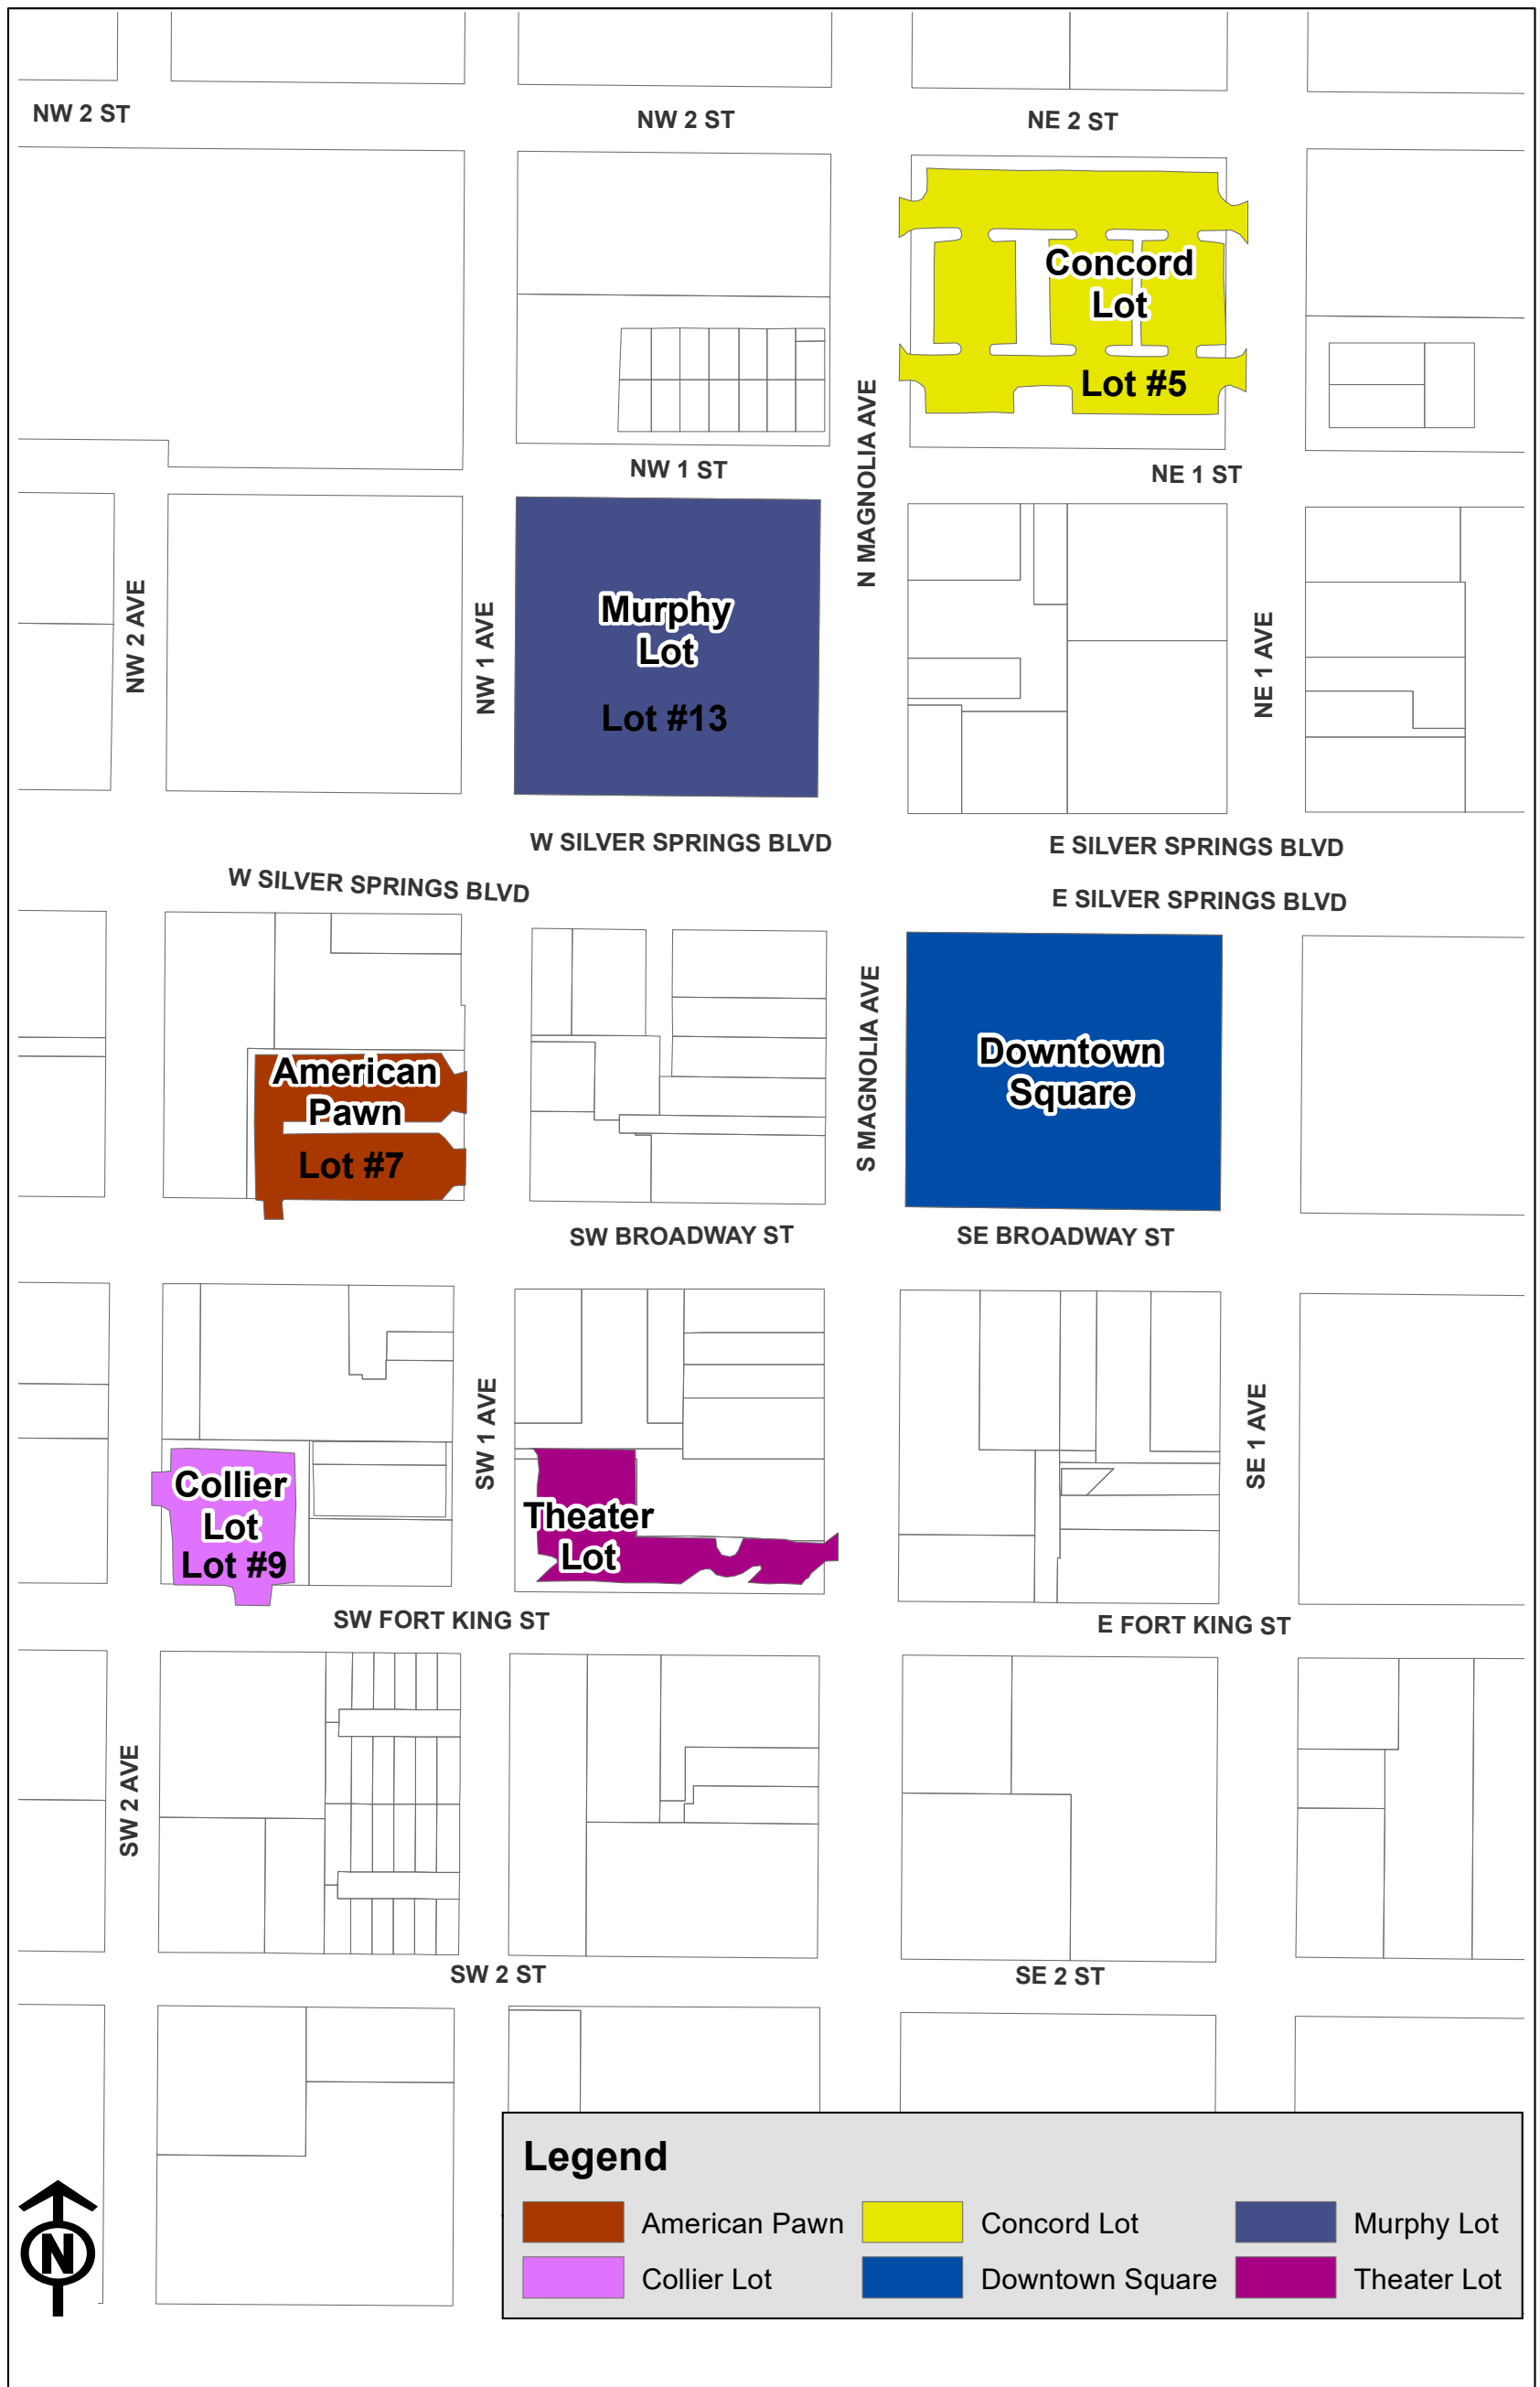 NW 2 ST
NW 2 ST
NE 2 ST
Concord
Lot
Lot #5
N MAGNOLIA AVE
NW 1 ST
NE 1 ST
NW 2 AVE
NW 1 AVE
Murphy
Lot
Lot #13
NE 1 AVE
W SILVER SPRINGS BLVD
E SILVER SPRINGS BLVD
W SILVER SPRINGS BLVD
E SILVER SPRINGS BLVD
American
Pawn
Lot #7
S MAGNOLIA AVE
Downtown
Square
SW BROADWAY ST
SE BROADWAY ST
SW 1 AVE
SE 1 AVE
Collier
Lot
Lot #9
Theater
Lot
SW FORT KING ST
E FORT KING ST
SW 2 AVE
SW 2 ST
SE 2 ST
Legend
American Pawn
Concord Lot
Murphy Lot
Collier Lot
Downtown Square
Theater Lot
N